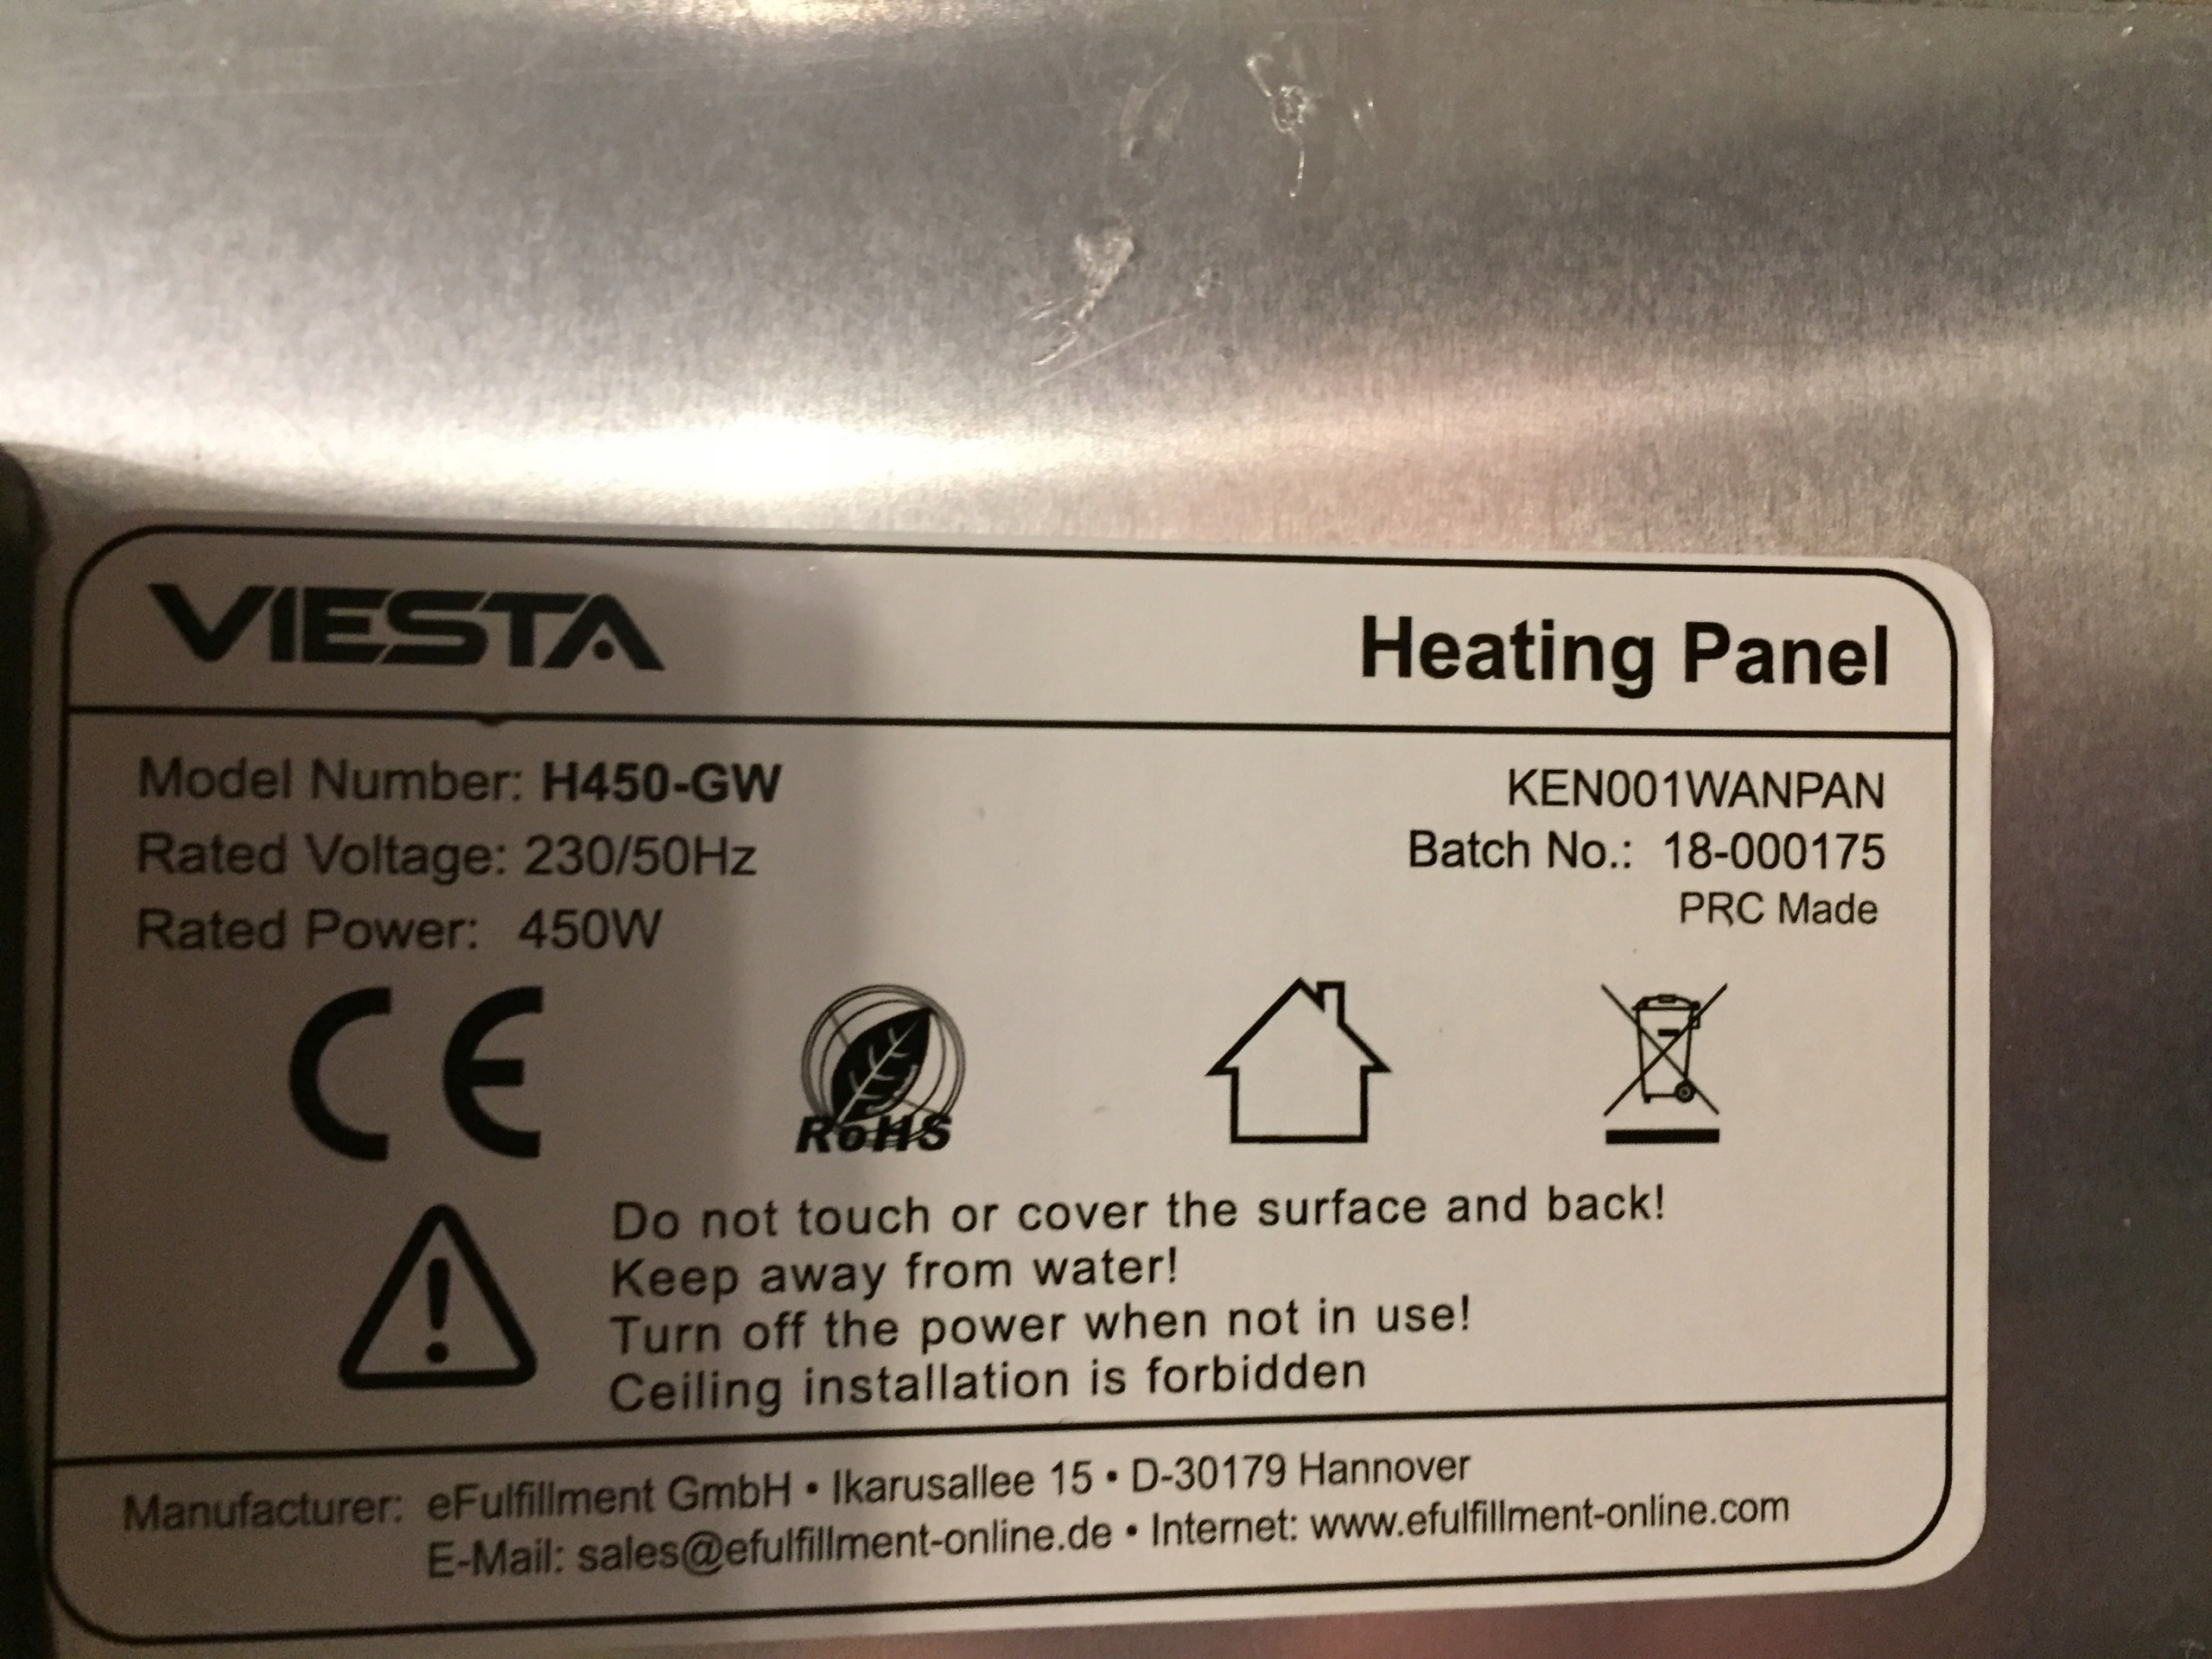 VIESTA
Heating Panel
Model Number: H450-GW
Rated Voltage: 230/50Hz
Rated Power: 450W
KEN001WANPAN
Batch No.: 18-000175
PRC Made
CE
RoHS
Do not touch or cover the surface and back!
Keep away from water!
Turn off the power when not in use!
Ceiling installation is forbidden
Manufacturer: eFulfillment GmbH • Ikarusallee 15 • D-30179 Hannover
E-Mail: sales@efulfillment-online.de • Internet: www.efulfillment-online.com